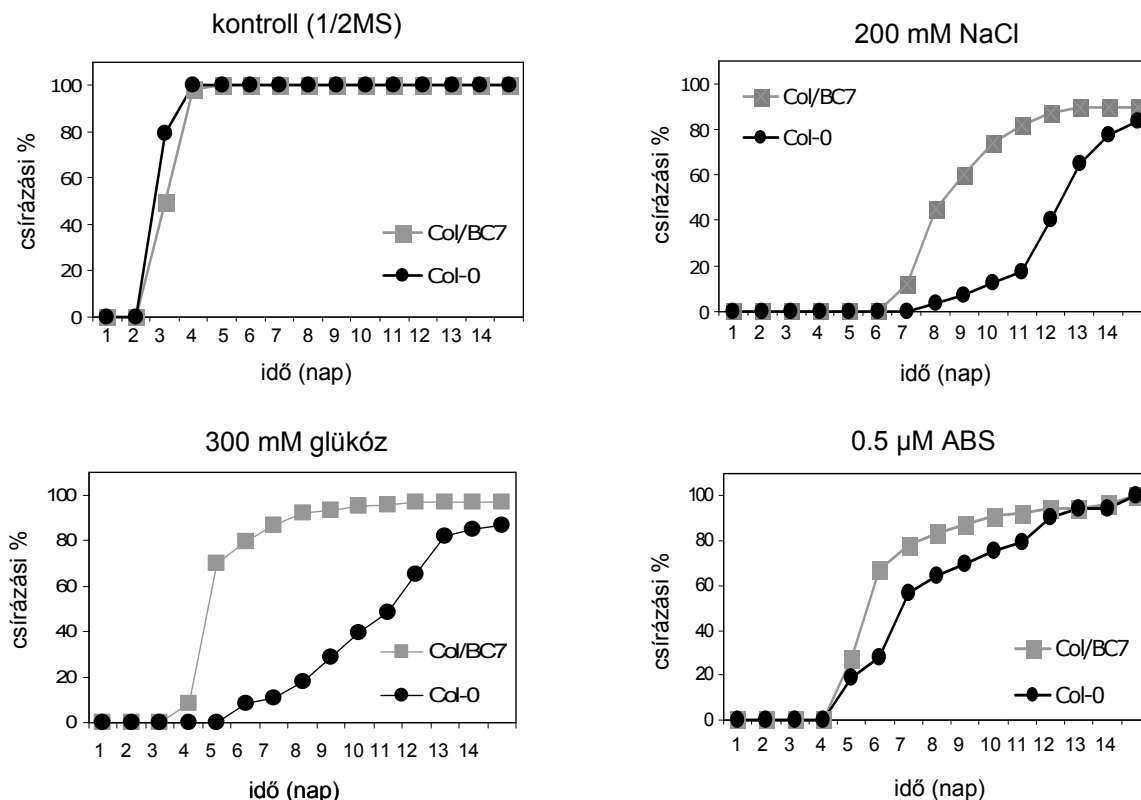 kontroll (1/2MS)
csírázási %
100
80
60
40
20
0
Col/BC7
Col-0
1 2 3 4 5 6 7 8 9 10 11 12 13 14
idő (nap)
200 mM NaCl
csírázási %
100
80
60
40
20
0
Col/BC7
Col-0
1 2 3 4 5 6 7 8 9 10 11 12 13 14
idő (nap)
300 mM glükóz
csírázási %
100
80
60
40
20
0
Col/BC7
Col-0
1 2 3 4 5 6 7 8 9 10 11 12 13 14
idő (nap)
0.5 µM ABS
csírázási %
100
80
60
40
20
0
Col/BC7
Col-0
1 2 3 4 5 6 7 8 9 10 11 12 13 14
idő (nap)